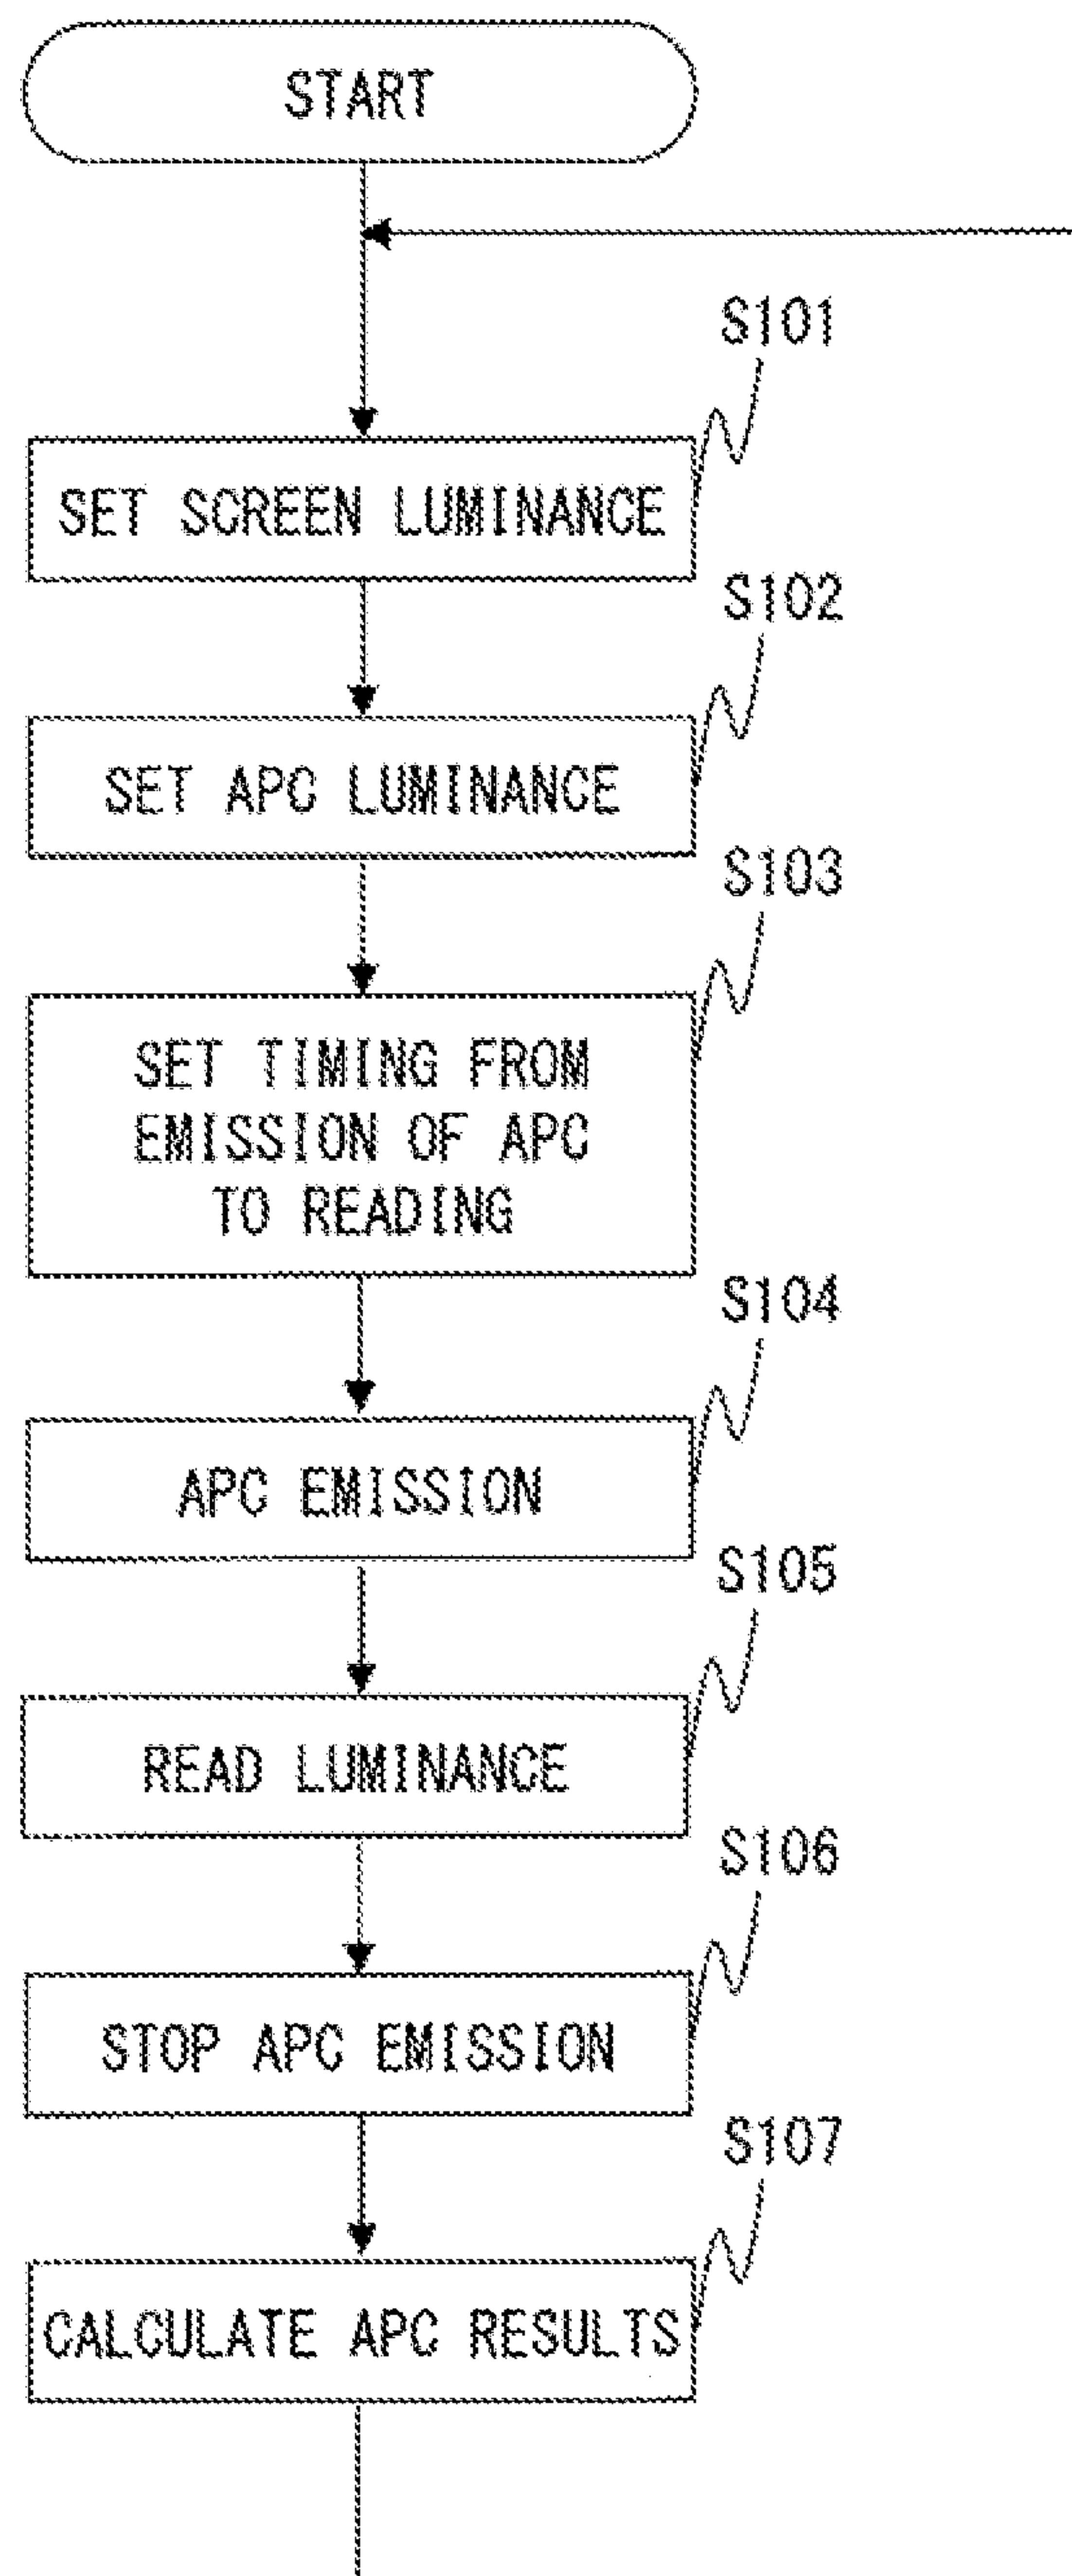 START
S101
SET SCREEN LUMINANCE
S102
SET APC LUMINANCE
S103
SET TIMING FROM
EMISSION OF APC
TO READING
S104
APC EMISSION
S105
READ LUMINANCE
S106
STOP APC EMISSION
S107
CALCULATE APC RESULTS